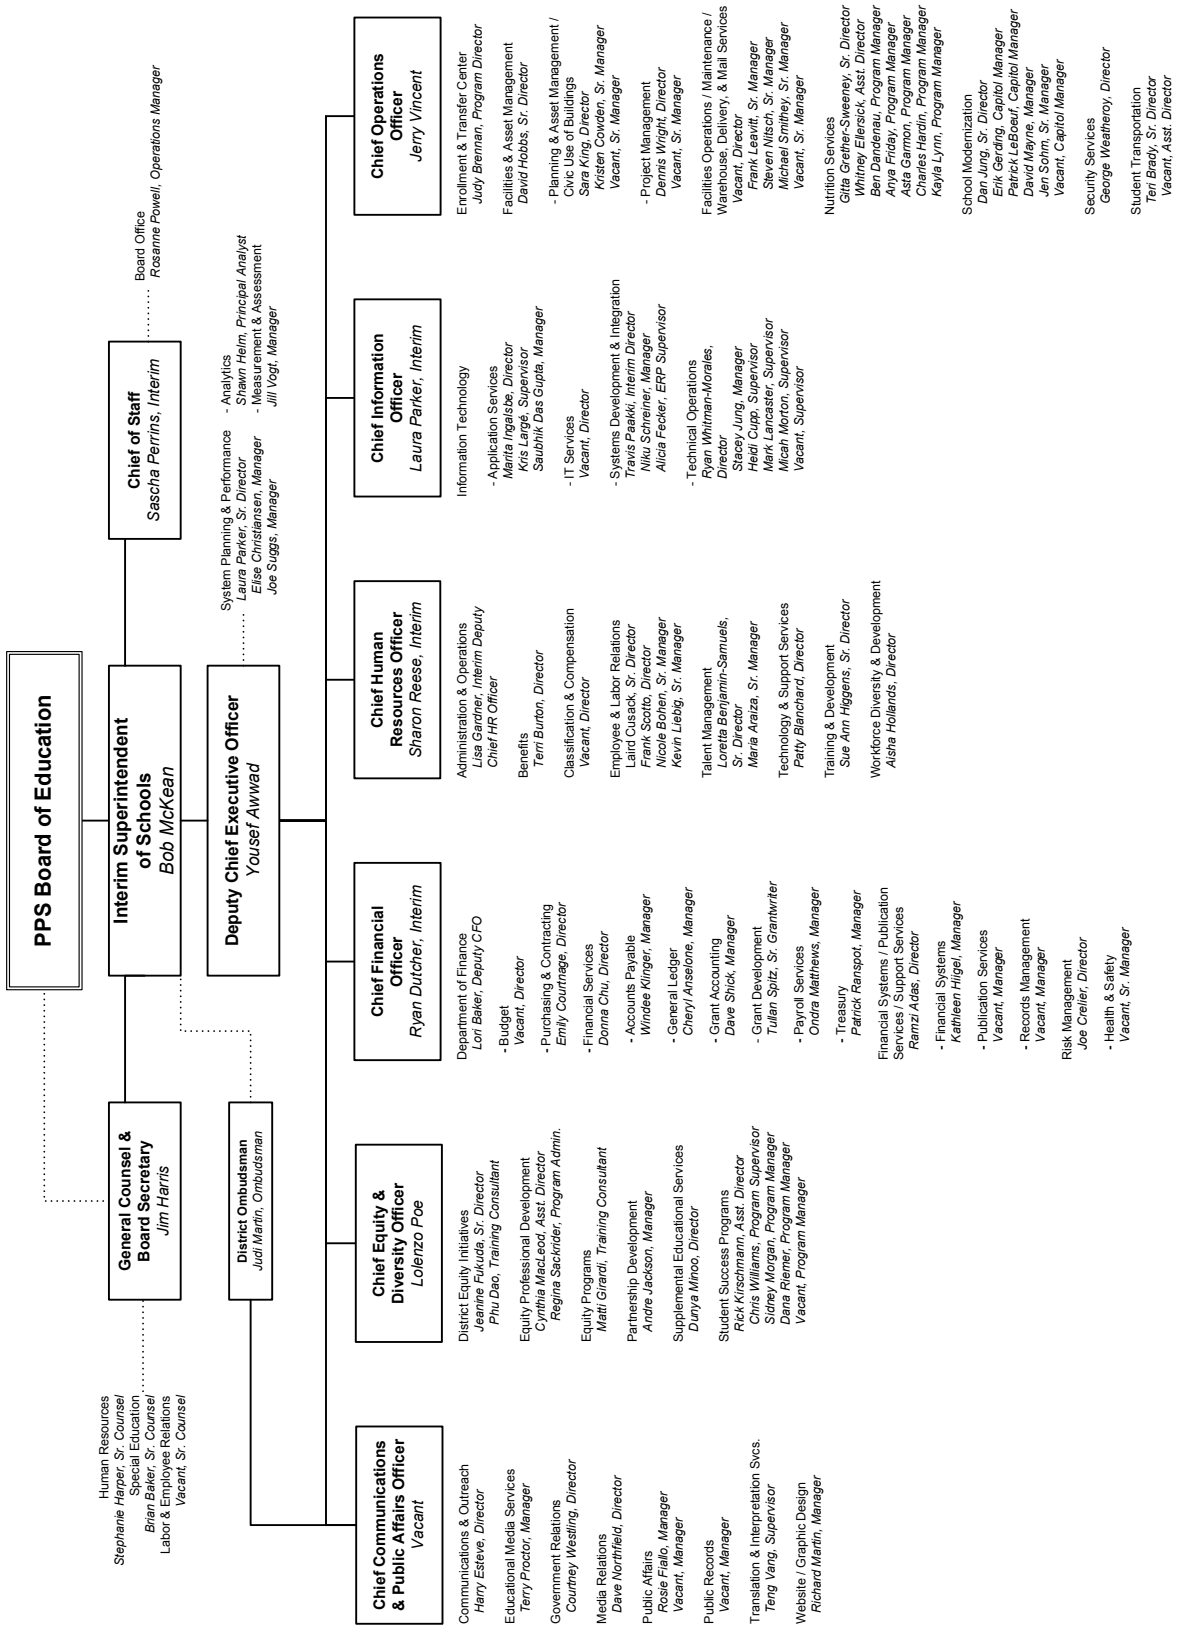 PPS Board of Education
General Counsel &
Board Secretary
Jim Harris
Interim Superintendent
of Schools
Bob McKean
Chief of Staff
Sascha Perrins, Interim
Board Office
Rosanne Powell, Operations Manager
Human Resources
Stephanie Harper, Sr. Counsel
Special Education
Brian Baker, Sr. Counsel
Labor & Employee Relations
Vacant, Sr. Counsel
District Ombudsman
Judi Martin, Ombudsman
Deputy Chief Executive Officer
Yousef Awwad
System Planning & Performance
Laura Parker, Sr. Director
Elise Christiansen, Manager
Joe Suggs, Manager
- Analytics
Shawn Helm, Principal Analyst
- Measurement & Assessment
Jill Vogt, Manager
Chief Communications
& Public Affairs Officer
Vacant
Communications & Outreach
Harry Esteve, Director
Educational Media Services
Terry Proctor, Manager
Government Relations
Courtney Westling, Director
Media Relations
Dave Northfield, Director
Public Affairs
Rosie Fiallo, Manager
Vacant, Manager
Public Records
Vacant, Manager
Translation & Interpretation Svcs.
Teng Vang, Supervisor
Website / Graphic Design
Richard Martin, Manager
Chief Equity &
Diversity Officer
Lolenzo Poe
District Equity Initiatives
Jeanine Fukuda, Sr. Director
Phu Dao, Training Consultant
Equity Professional Development
Cynthia MacLeod, Asst. Director
Regina Sackrider, Program Admin.
Equity Programs
Matti Girardi, Training Consultant
Partnership Development
Andre Jackson, Manager
Supplemental Educational Services
Dunya Minoo, Director
Student Success Programs
Rick Kirschmann, Asst. Director
Chris Williams, Program Supervisor
Sidney Morgan, Program Manager
Dana Riemer, Program Manager
Vacant, Program Manager
Chief Financial
Officer
Ryan Dutcher, Interim
Department of Finance
Lori Baker, Deputy CFO
- Budget
Vacant, Director
- Purchasing & Contracting
Emily Courtnage, Director
- Financial Services
Donna Chu, Director
- Accounts Payable
Windee Klinger, Manager
- General Ledger
Cheryl Anselone, Manager
- Grant Accounting
Dave Shick, Manager
- Grant Development
Tullan Spitz, Sr. Grantwriter
- Payroll Services
Ondra Mathews, Manager
- Treasury
Patrick Ranspot, Manager
Financial Systems / Publication
Services / Support Services
Ramzi Adas, Director
- Financial Systems
Kathleen Hiigel, Manager
- Publication Services
Vacant, Manager
- Records Management
Vacant, Manager
Risk Management
Joe Crelier, Director
- Health & Safety
Vacant, Sr. Manager
Chief Human
Resources Officer
Sharon Reese, Interim
Administration & Operations
Lisa Gardner, Interim Deputy
Chief HR Officer
Benefits
Terri Burton, Director
Classification & Compensation
Vacant, Director
Employee & Labor Relations
Laird Cusack, Sr. Director
Frank Scotto, Director
Nicole Bohen, Sr. Manager
Kevin Liebig, Sr. Manager
Talent Management
Loretta Benjamin-Samuels,
Sr. Director
Maria Araiza, Sr. Manager
Technology & Support Services
Patty Blanchard, Director
Training & Development
Sue Ann Higgens, Sr. Director
Workforce Diversity & Development
Aisha Hollands, Director
Chief Information
Officer
Laura Parker, Interim
Information Technology
- Application Services
Marita Ingalsbe, Director
Kris Largé, Supervisor
Saubhik Das Gupta, Manager
- IT Services
Vacant, Director
- Systems Development & Integration
Travis Paakki, Interim Director
Niku Schreiner, Manager
Alicia Fecker, ERP Supervisor
- Technical Operations
Ryan Whitman-Morales,
Director
Stacey Jung, Manager
Heidi Cupp, Supervisor
Mark Lancaster, Supervisor
Micah Morton, Supervisor
Vacant, Supervisor
Chief Operations
Officer
Jerry Vincent
Enrollment & Transfer Center
Judy Brennan, Program Director
Facilities & Asset Management
David Hobbs, Sr. Director
- Planning & Asset Management /
Civic Use of Buildings
Sara King, Director
Kristen Cowden, Sr. Manager
Vacant, Sr. Manager
- Project Management
Dennis Wright, Director
Vacant, Sr. Manager
Facilities Operations / Maintenance /
Warehouse, Delivery, & Mail Services
Vacant, Director
Frank Leavitt, Sr. Manager
Steven Nitsch, Sr. Manager
Michael Smithey, Sr. Manager
Vacant, Sr. Manager
Nutrition Services
Gitta Grether-Sweeney, Sr. Director
Whitney Ellersick, Asst. Director
Ben Dandenau, Program Manager
Anya Friday, Program Manager
Asta Garmon, Program Manager
Charles Hardin, Program Manager
Kayla Lynn, Program Manager
School Modernization
Dan Jung, Sr. Director
Erik Gerding, Capitol Manager
Patrick LeBoeuf, Capitol Manager
David Mayne, Manager
Jen Sohm, Sr. Manager
Vacant, Capitol Manager
Security Services
George Weatheroy, Director
Student Transportation
Teri Brady, Sr. Director
Vacant, Asst. Director